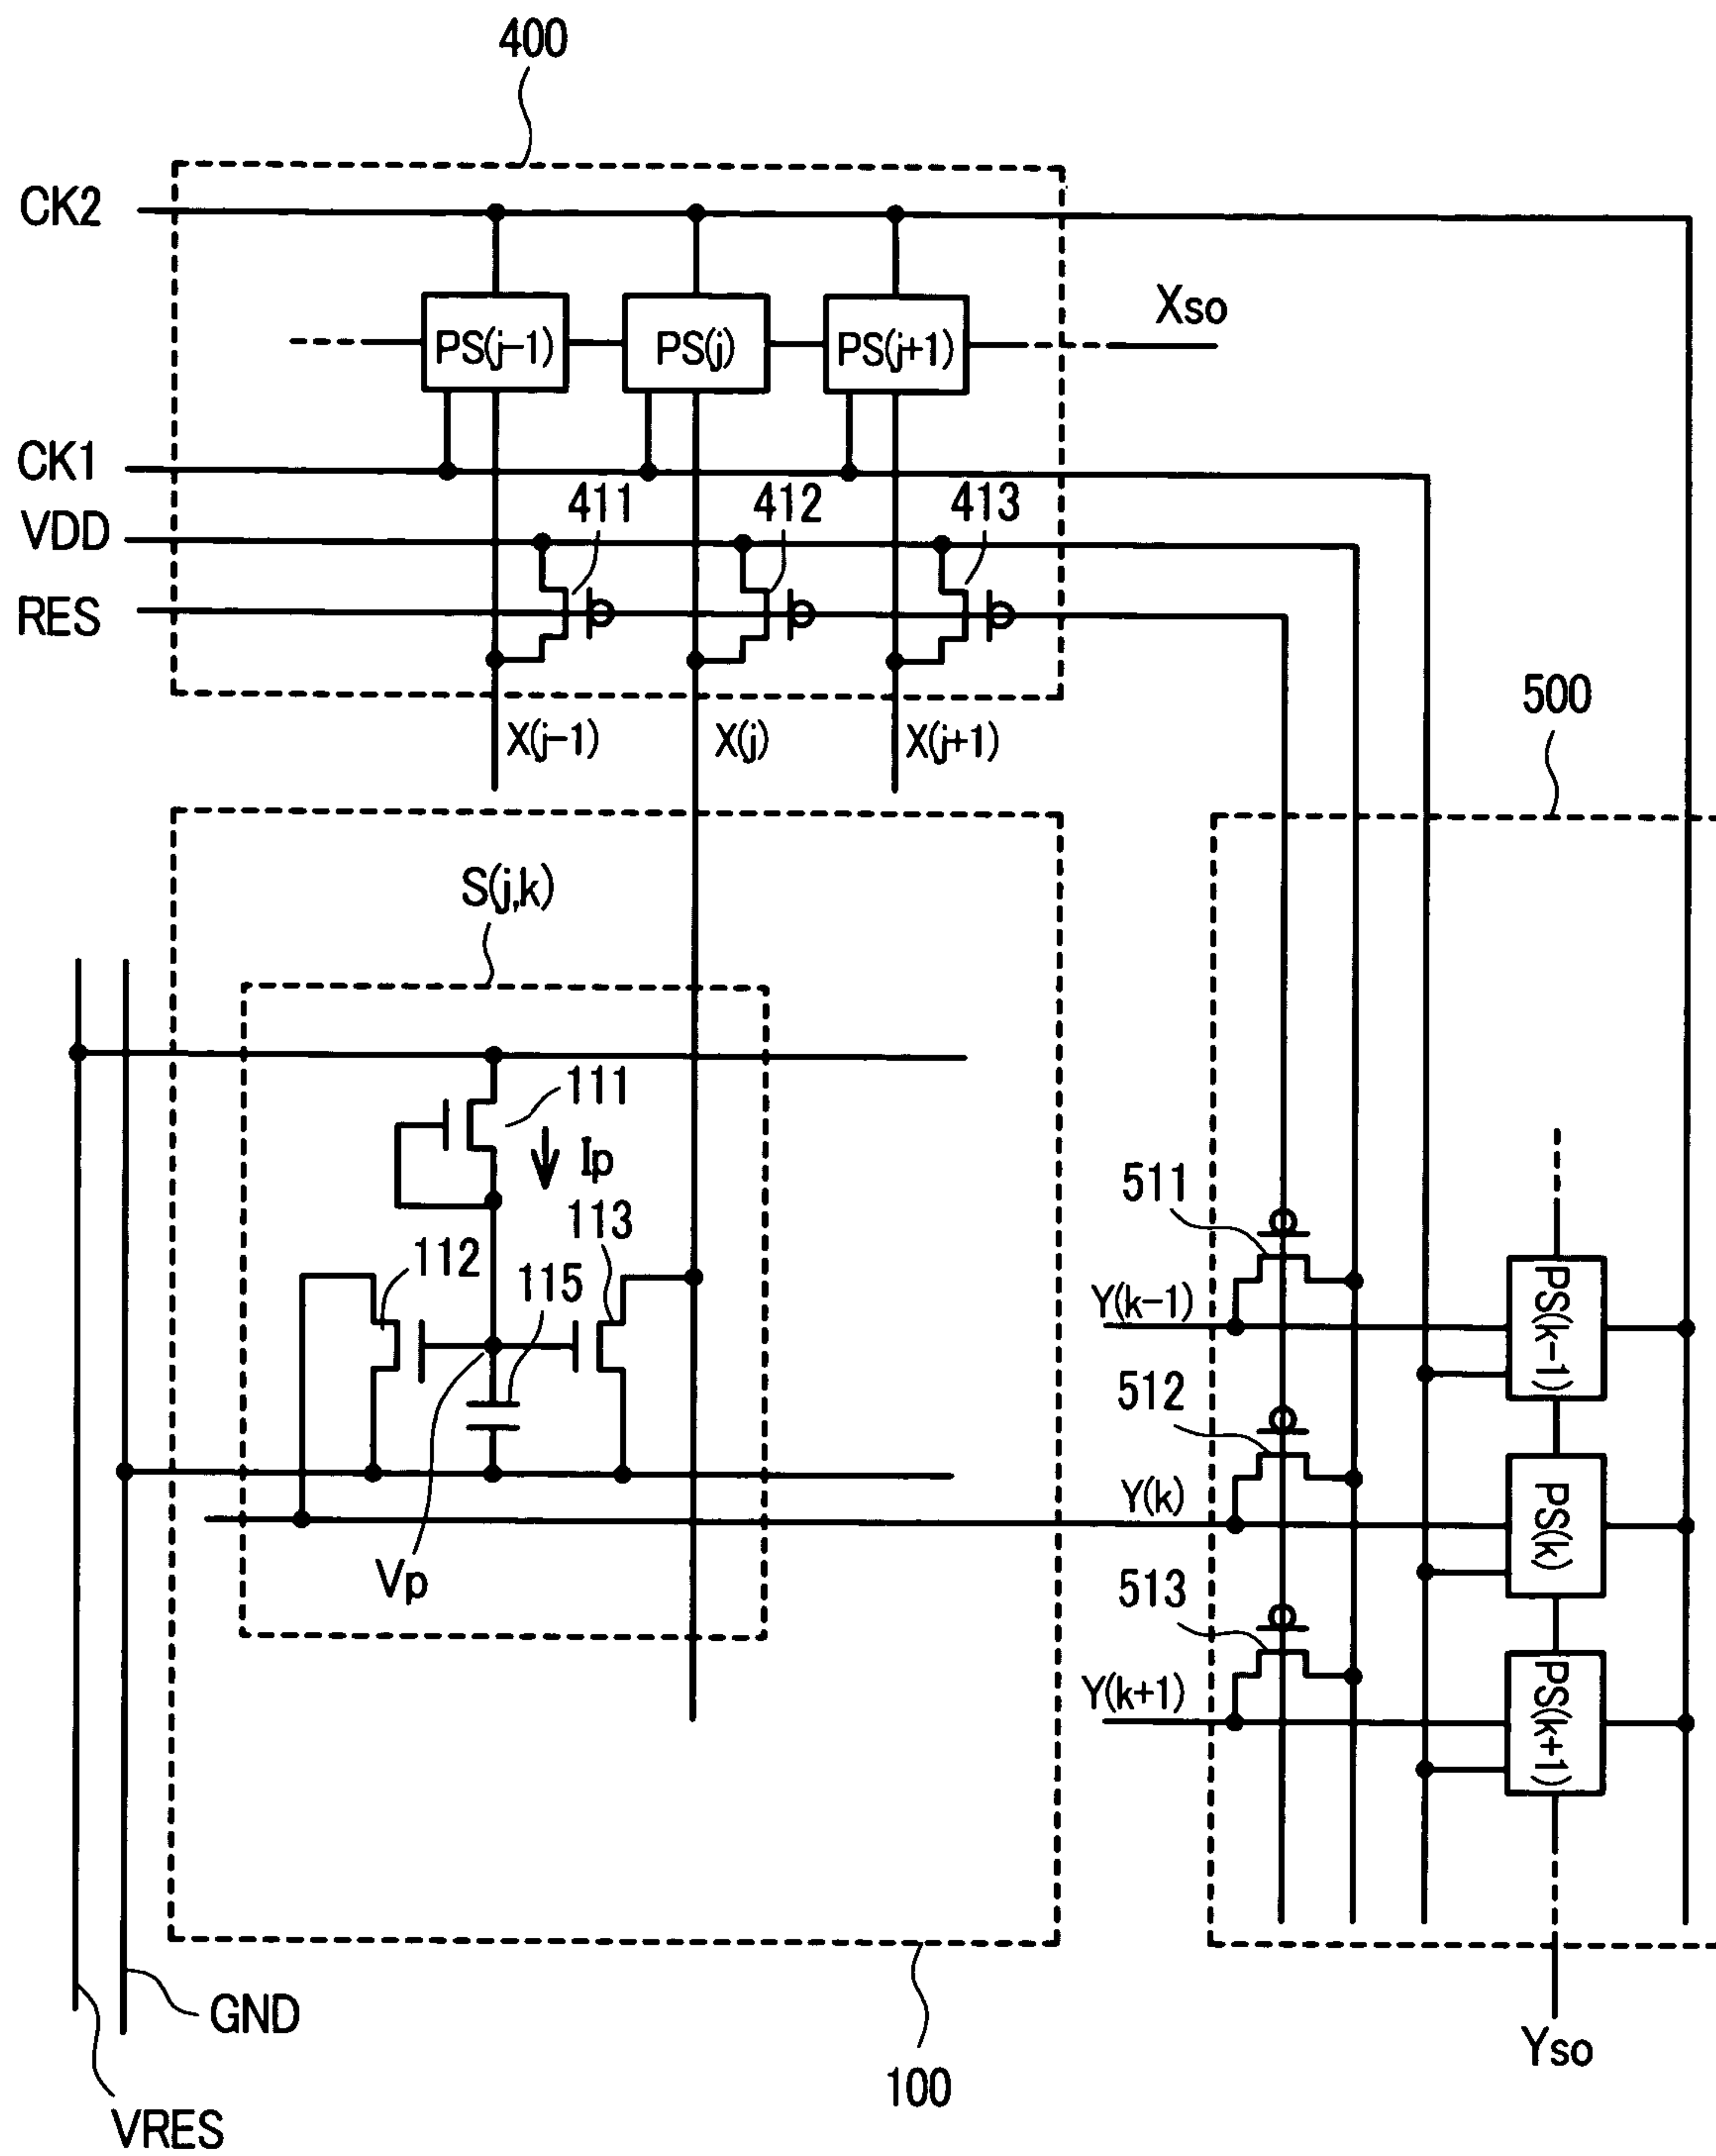 400
CK2
Xso
PS(j-1)
PS(j)
PS(j+1)
CK1
411
412
413
VDD
RES
X(j-1)
X(j)
X(j+1)
500
S(j,k)
111
Ip
113
112
115
511
Y(k-1)
PS(k-1)
512
Y(k)
PS(k)
Vp
513
Y(k+1)
PS(k+1)
GND
Yso
100
VRES